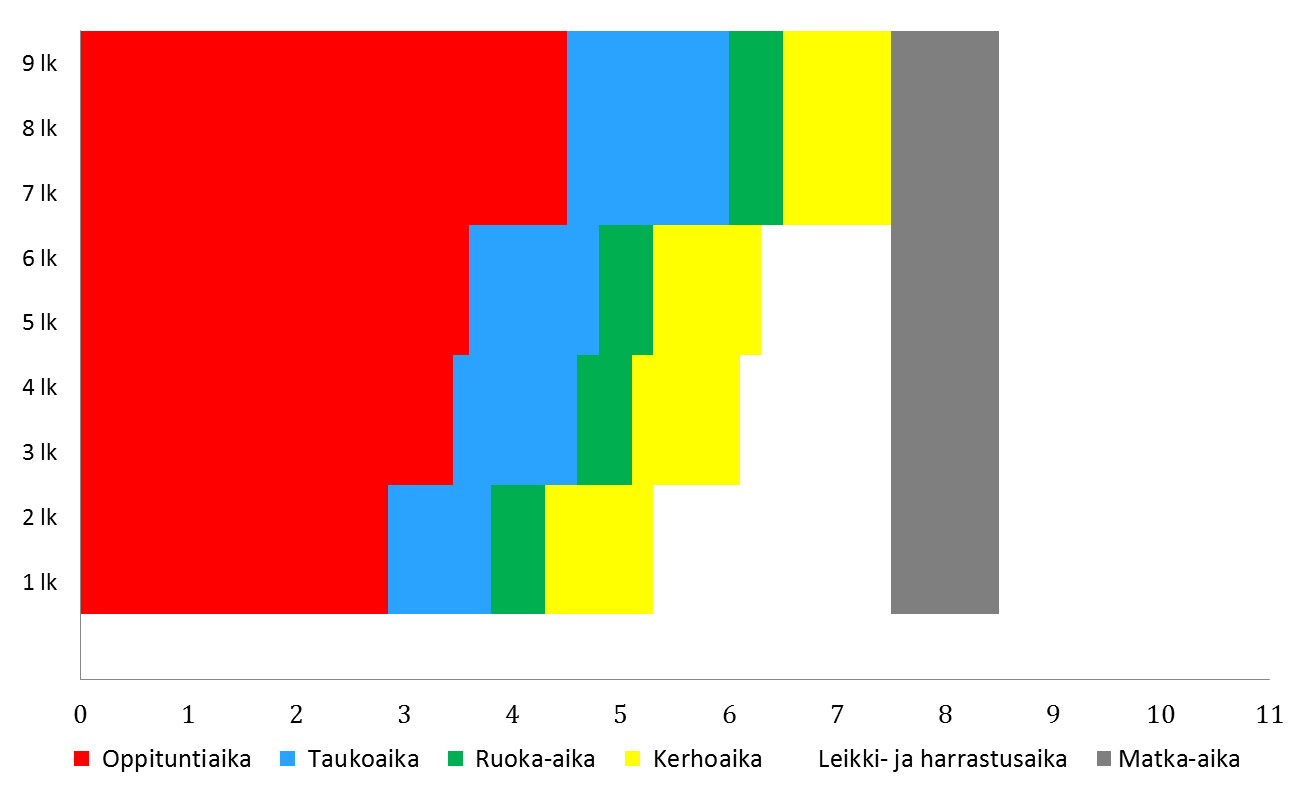 9 lk
8 lk
7 lk
6 lk
5 lk
4 lk
3 lk
2 lk
1 lk
0 1 2 3 4 5 6 7 8 9 10 11
Oppituntiaika Taukoaika Ruoka-aika Kerhoaika Leikki- ja harrastusaika Matka-aika